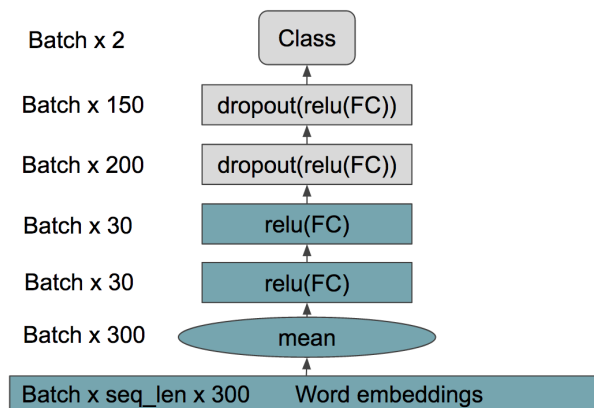 Batch x 2 Class
Batch x 150 dropout(relu(FC))
Batch x 200 dropout(relu(FC))
Batch x 30 relu(FC)
Batch x 30 relu(FC)
Batch x 300 mean
Batch x seq_len x 300 Word embeddings